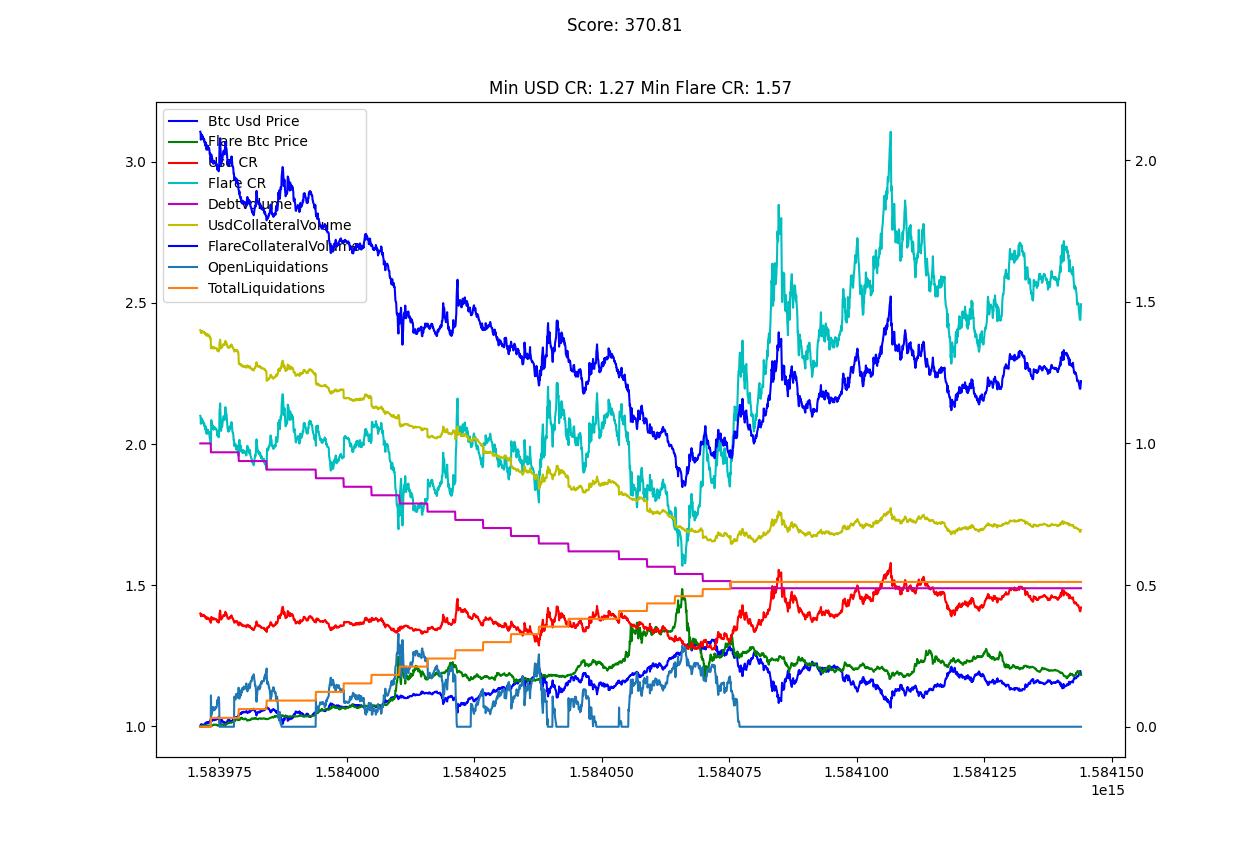 Score: 370.81
Min USD CR: 1.27 Min Flare CR: 1.57
Btc Usd Price
Flare Btc Price
Usd CR
Flare CR
DebtVolume
UsdCollateralVolume
FlareCollateralVolume
OpenLiquidations
TotalLiquidations
3.0
2.5
2.0
1.5
1.0
2.0
1.5
1.0
0.5
0.0
1.583975
1.584000
1.584025
1.584050
1.584075
1.584100
1.584125
1.584150
1e15